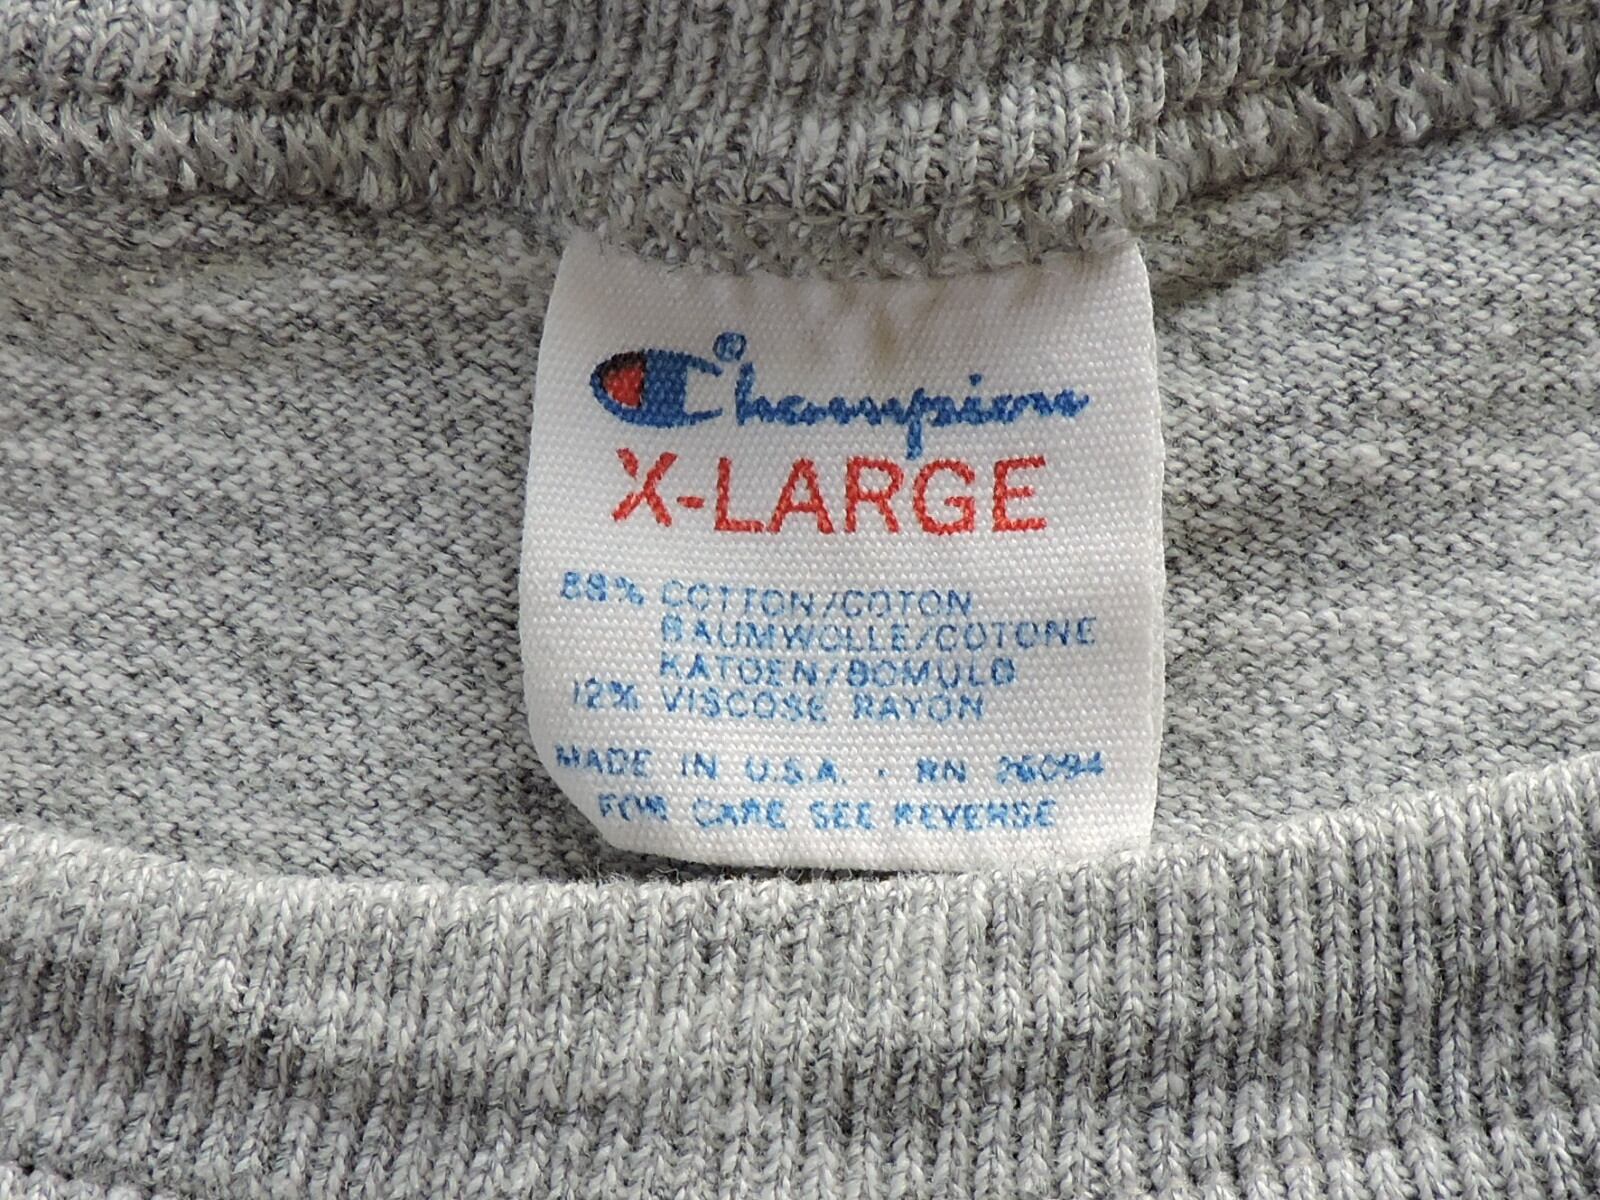 Champion®
X-LARGE
88% COTTON/COTON
BAUMWOLLE/COTONE
KATOEN/BOMULD
12% VISCOSE RAYON
MADE IN U.S.A. · RN 26094
FOR CARE SEE REVERSE